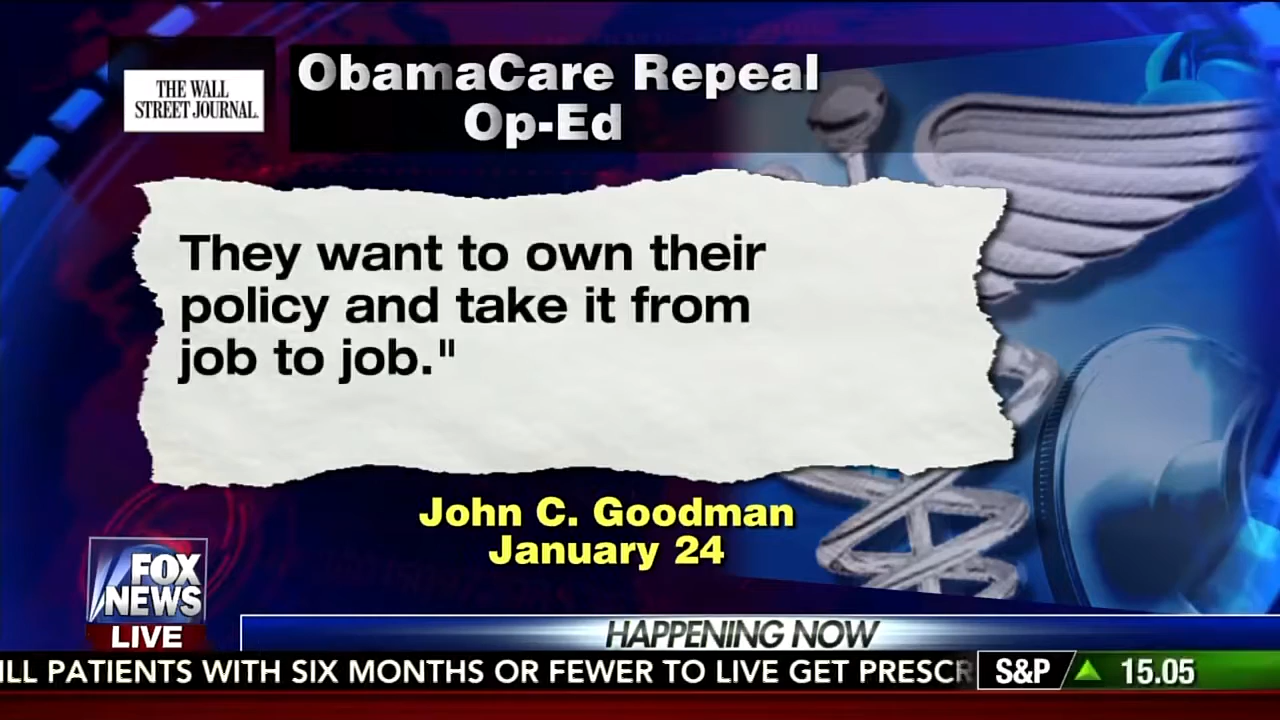 THE WALL
STREET JOURNAL.
ObamaCare Repeal
Op-Ed
They want to own their
policy and take it from
job to job."
John C. Goodman
January 24
FOX
NEWS
LIVE
HAPPENING NOW
ILL PATIENTS WITH SIX MONTHS OR FEWER TO LIVE GET PRESCR
S&P ▲ 15.05